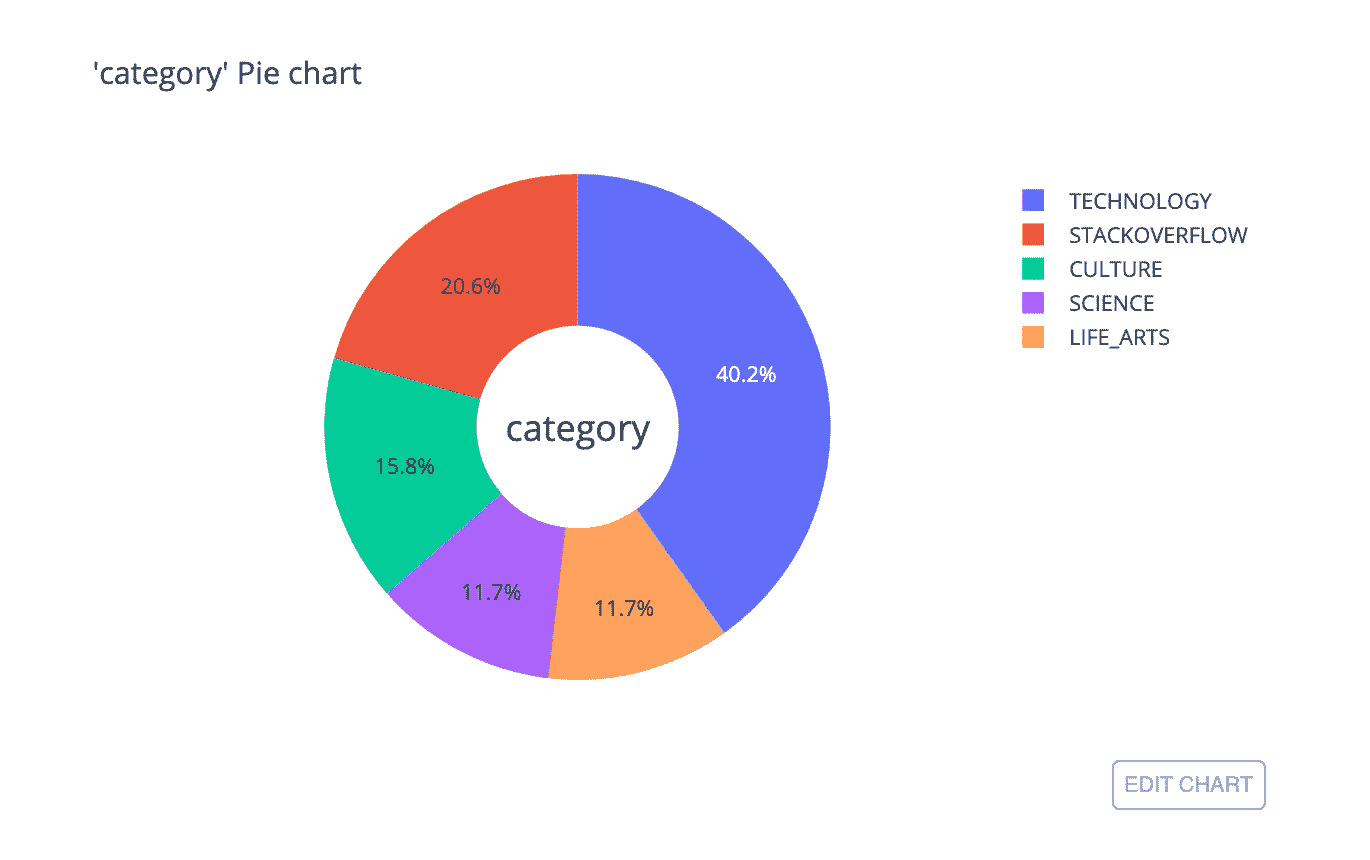 'category' Pie chart
TECHNOLOGY
STACKOVERFLOW
CULTURE
SCIENCE
LIFE_ARTS
20.6%
40.2%
category
15.8%
11.7%
11.7%
EDIT CHART